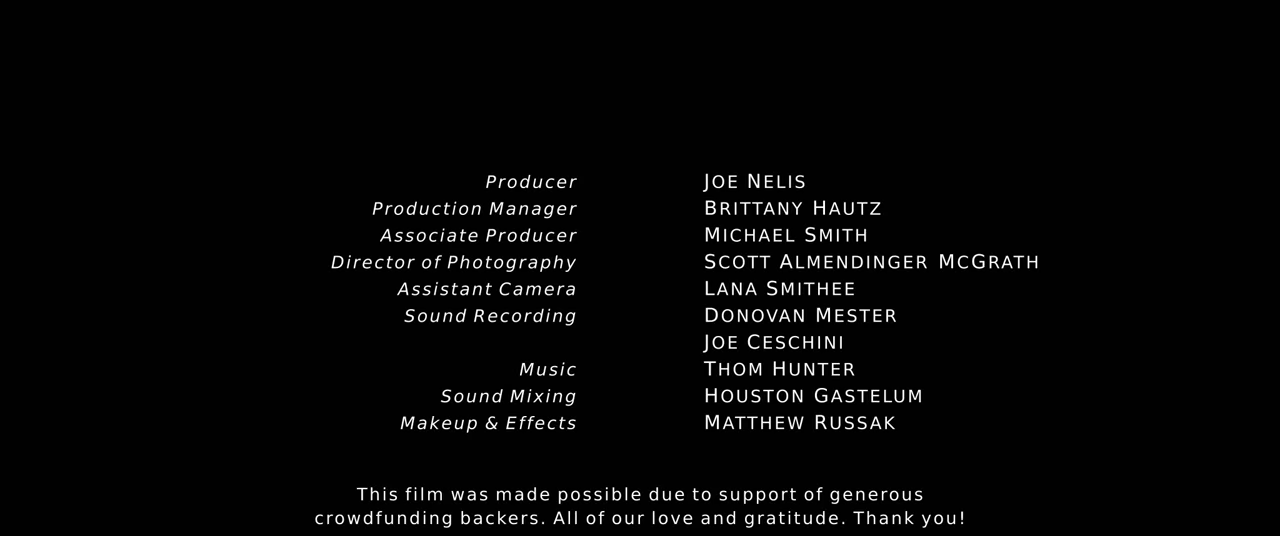 Producer JOE NELIS
Production Manager BRITTANY HAUTZ
Associate Producer MICHAEL SMITH
Director of Photography SCOTT ALMENDINGER MCGRATH
Assistant Camera LANA SMITHEE
Sound Recording DONOVAN MESTER
JOE CESCHINI
Music THOM HUNTER
Sound Mixing HOUSTON GASTELUM
Makeup & Effects MATTHEW RUSSAK
This film was made possible due to support of generous
crowdfunding backers. All of our love and gratitude. Thank you!